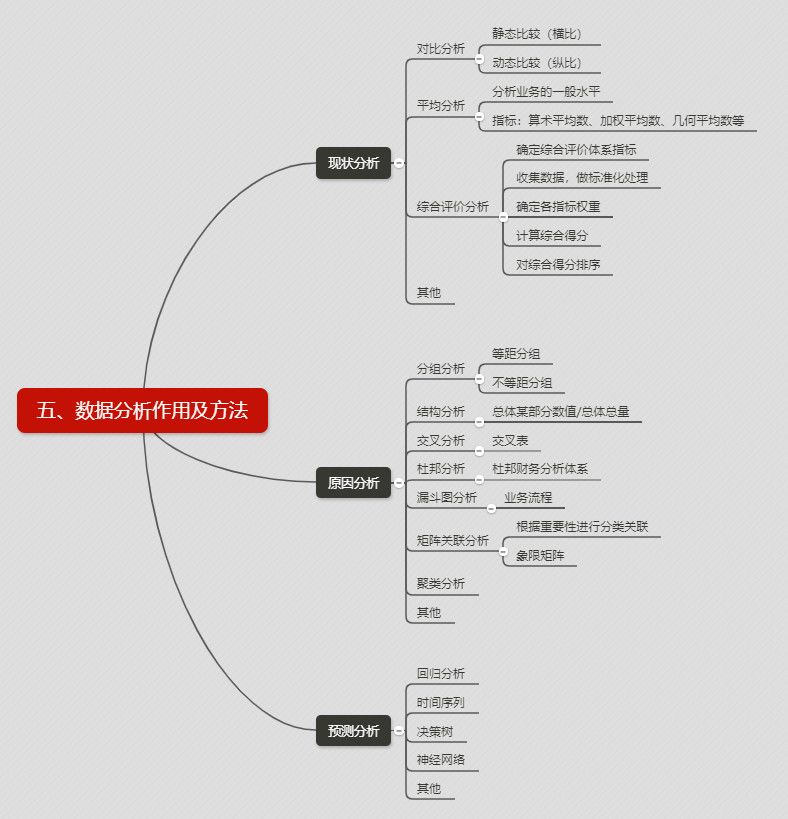 五、数据分析作用及方法
现状分析
对比分析
静态比较（横比）
动态比较（纵比）
平均分析
分析业务的一般水平
指标：算术平均数、加权平均数、几何平均数等
综合评价分析
确定综合评价体系指标
收集数据，做标准化处理
确定各指标权重
计算综合得分
对综合得分排序
其他
原因分析
分组分析
等距分组
不等距分组
结构分析
总体某部分数值/总体总量
交叉分析
交叉表
杜邦分析
杜邦财务分析体系
漏斗图分析
业务流程
矩阵关联分析
根据重要性进行分类关联
象限矩阵
聚类分析
其他
预测分析
回归分析
时间序列
决策树
神经网络
其他